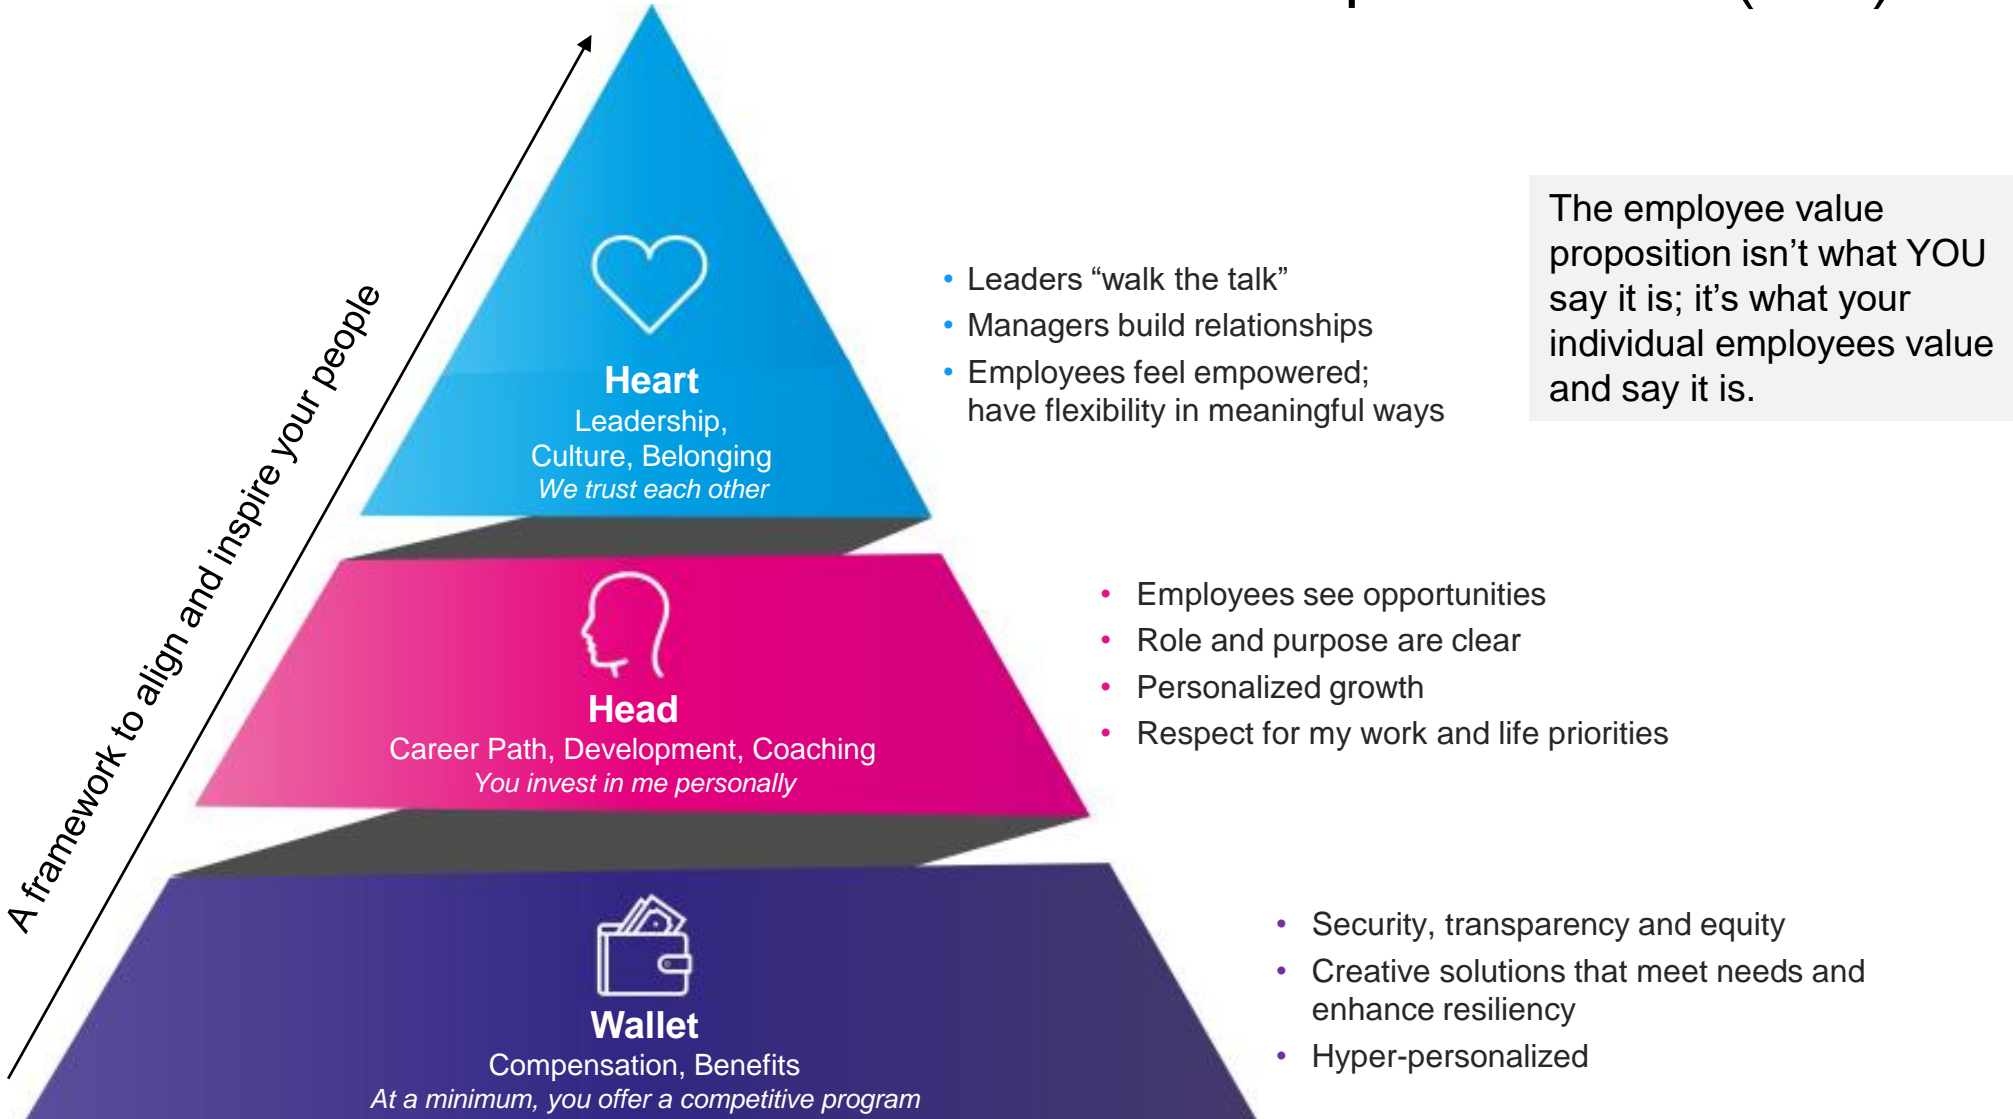 A framework to align and inspire your people
Heart
Leadership,
Culture, Belonging
We trust each other
• Leaders “walk the talk”
• Managers build relationships
• Employees feel empowered;
have flexibility in meaningful ways
The employee value
proposition isn’t what YOU
say it is; it’s what your
individual employees value
and say it is.
Head
Career Path, Development, Coaching
You invest in me personally
• Employees see opportunities
• Role and purpose are clear
• Personalized growth
• Respect for my work and life priorities
Wallet
Compensation, Benefits
At a minimum, you offer a competitive program
• Security, transparency and equity
• Creative solutions that meet needs and
enhance resiliency
• Hyper-personalized